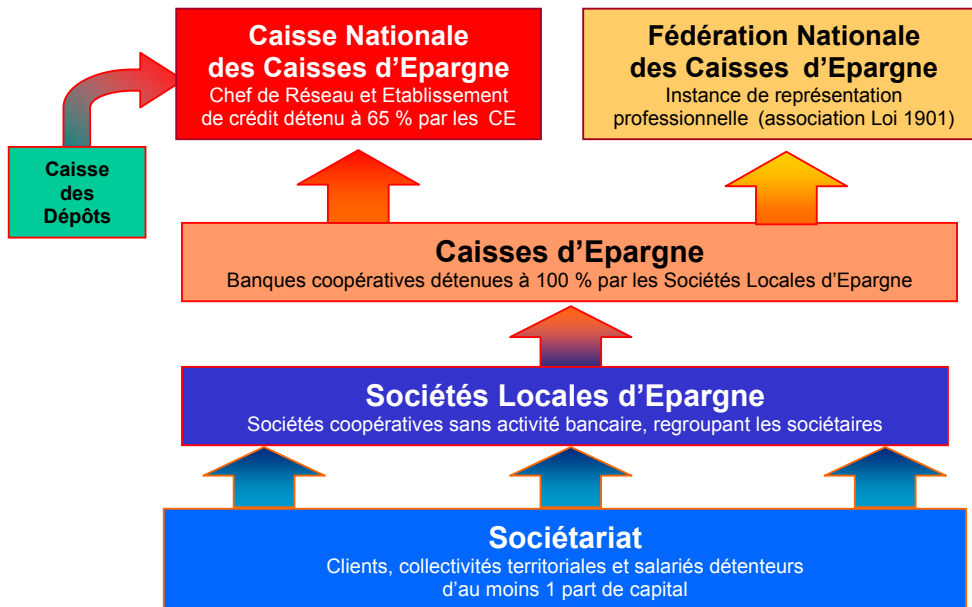 Caisse Nationale
des Caisses d'Epargne
Chef de Réseau et Etablissement
de crédit détenu à 65 % par les CE
Fédération Nationale
des Caisses d'Epargne
Instance de représentation
professionnelle (association Loi 1901)
Caisse
des
Dépôts
Caisses d'Epargne
Banques coopératives détenues à 100 % par les Sociétés Locales d'Epargne
Sociétés Locales d'Epargne
Sociétés coopératives sans activité bancaire, regroupant les sociétaires
Sociétariat
Clients, collectivités territoriales et salariés détenteurs
d'au moins 1 part de capital